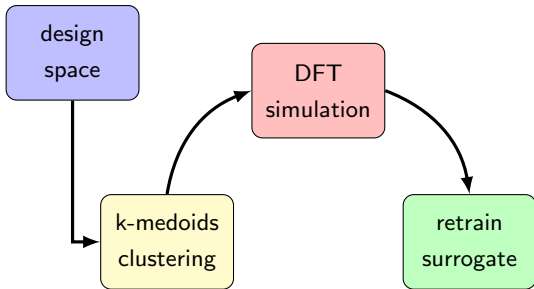 design
space
DFT
simulation
k-medoids
clustering
retrain
surrogate